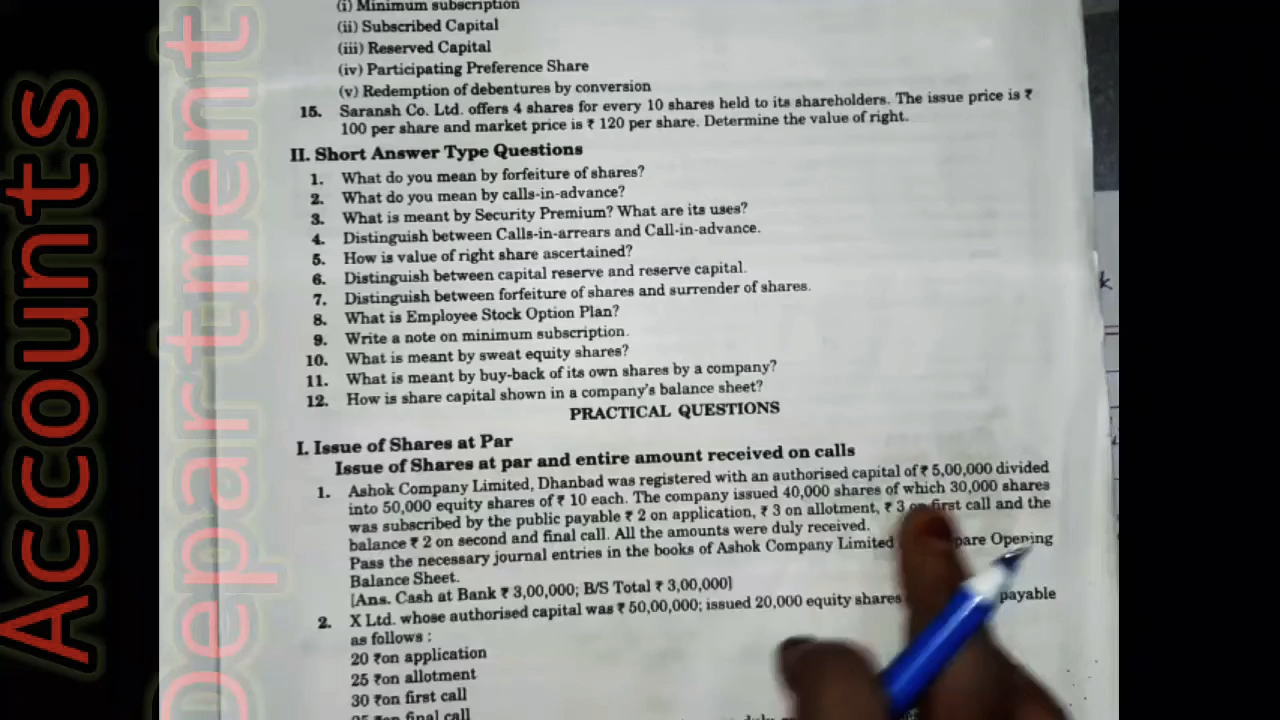 Accounts
Department
(i) Minimum subscription
(ii) Subscribed Capital
(iii) Reserved Capital
(iv) Participating Preference Share
(v) Redemption of debentures by conversion
15. Saransh Co. Ltd. offers 4 shares for every 10 shares held to its shareholders. The issue price is ₹
100 per share and market price is ₹ 120 per share. Determine the value of right.
II. Short Answer Type Questions
1. What do you mean by forfeiture of shares?
2. What do you mean by calls-in-advance?
3. What is meant by Security Premium? What are its uses?
4. Distinguish between Calls-in-arrears and Call-in-advance.
5. How is value of right share ascertained?
6. Distinguish between capital reserve and reserve capital.
7. Distinguish between forfeiture of shares and surrender of shares.
8. What is Employee Stock Option Plan?
9. Write a note on minimum subscription.
10. What is meant by sweat equity shares?
11. What is meant by buy-back of its own shares by a company?
12. How is share capital shown in a company's balance sheet?
PRACTICAL QUESTIONS
I. Issue of Shares at Par
Issue of Shares at par and entire amount received on calls
1. Ashok Company Limited, Dhanbad was registered with an authorised capital of ₹ 5,00,000 divided
into 50,000 equity shares of ₹ 10 each. The company issued 40,000 shares of which 30,000 shares
was subscribed by the public payable ₹ 2 on application, ₹ 3 on allotment, ₹ 3 on first call and the
balance ₹ 2 on second and final call. All the amounts were duly received.
Pass the necessary journal entries in the books of Ashok Company Limited Opening
Balance Sheet.
[Ans. Cash at Bank ₹ 3,00,000; B/S Total ₹ 3,00,000]
2. X Ltd. whose authorised capital was ₹ 50,00,000; issued 20,000 equity shares payable
as follows :
20 ₹on application
25 ₹on allotment
30 ₹on first call
final call